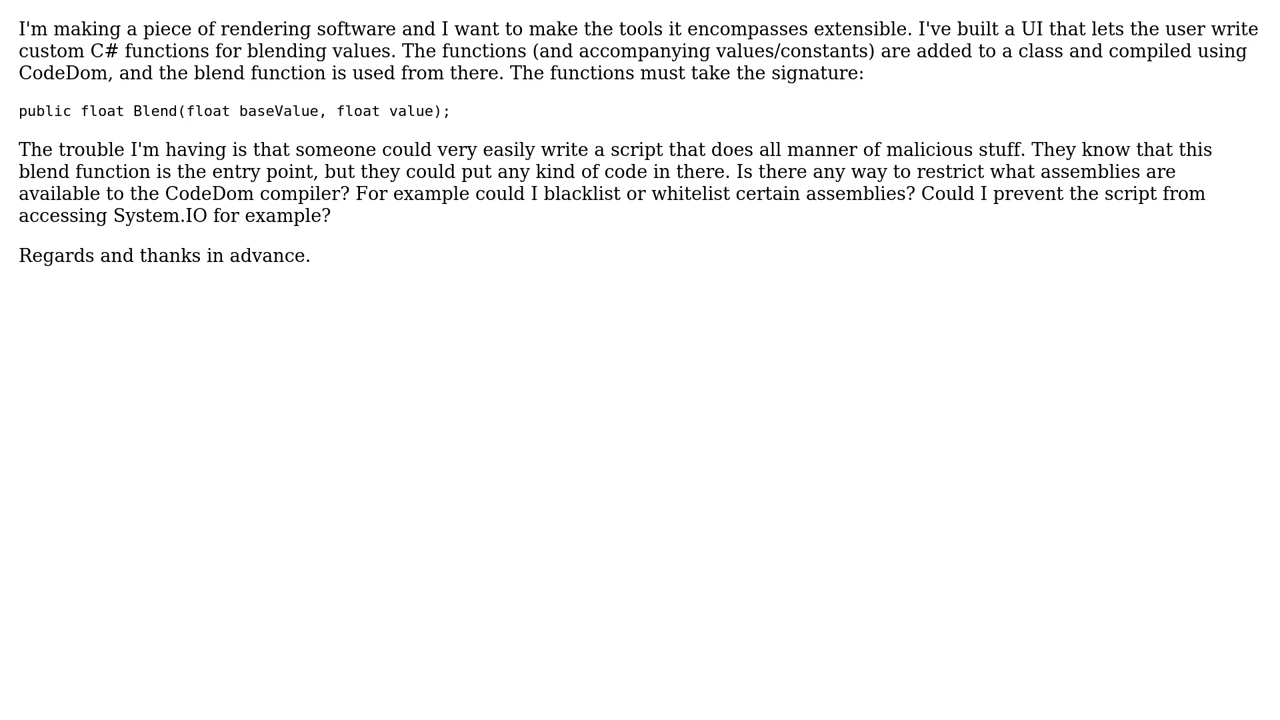 I'm making a piece of rendering software and I want to make the tools it encompasses extensible. I've built a UI that lets the user write
custom C# functions for blending values. The functions (and accompanying values/constants) are added to a class and compiled using
CodeDom, and the blend function is used from there. The functions must take the signature:
public float Blend(float baseValue, float value);
The trouble I'm having is that someone could very easily write a script that does all manner of malicious stuff. They know that this
blend function is the entry point, but they could put any kind of code in there. Is there any way to restrict what assemblies are
available to the CodeDom compiler? For example could I blacklist or whitelist certain assemblies? Could I prevent the script from
accessing System.IO for example?
Regards and thanks in advance.